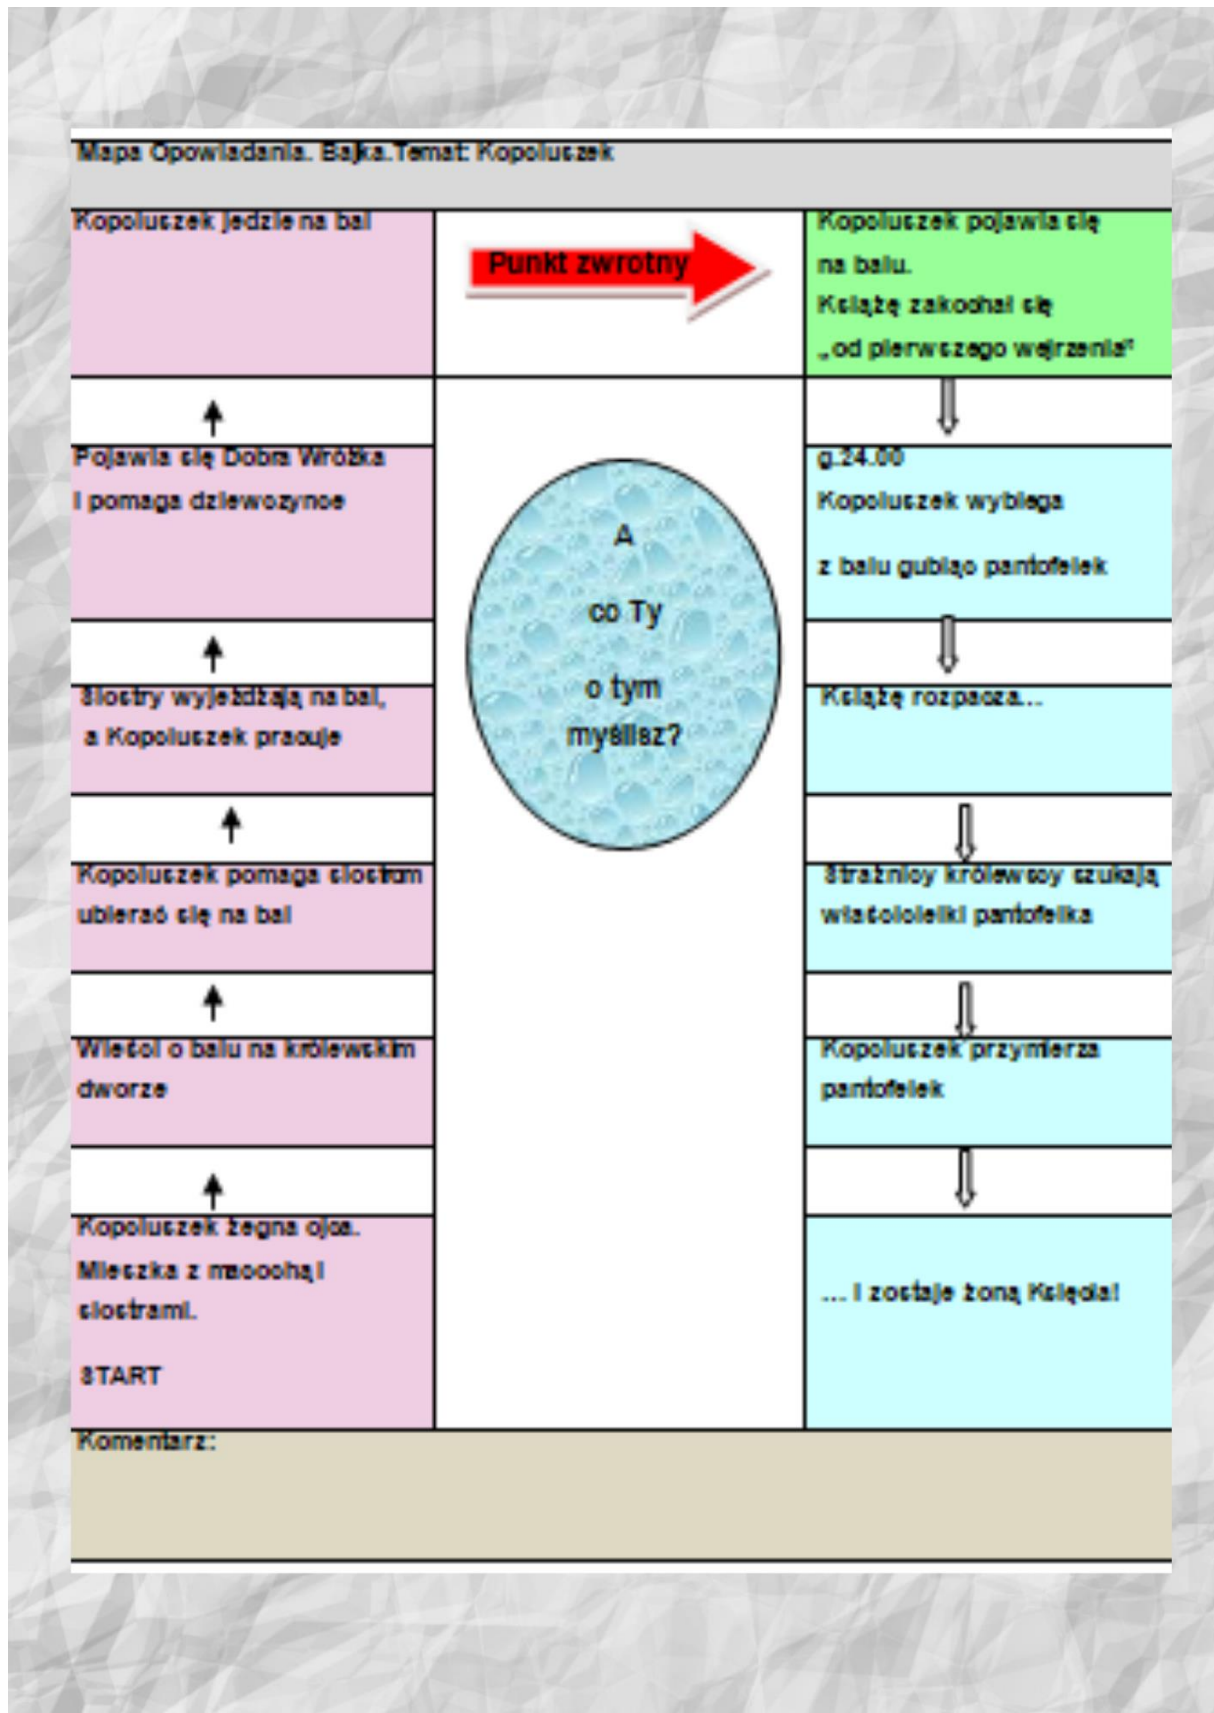 Mapa Opowiadania. Bajka.Temat: Kopciuszek
Kopciuszek jedzie na bal
Punkt zwrotny
Kopciuszek pojawia się
na balu.
Książę zakochał się
„od pierwszego wejrzenia”
Pojawia się Dobra Wróżka
i pomaga dziewczynce
A
co Ty
o tym
myślisz?
g.24.00
Kopciuszek wybiega
z balu gubiąc pantofelek
Siostry wyjeżdżają na bal,
a Kopciuszek pracuje
Książę rozpacza...
Kopciuszek pomaga siostrom
ubierać się na bal
Strażnicy królewscy szukają
właścicielki pantofelka
Wieści o balu na królewskim
dworze
Kopciuszek przymierza
pantofelek
Kopciuszek żegna ojca.
Mieszka z macochą i
siostrami.
START
... i zostaje żoną Księcia!
Komentarz: